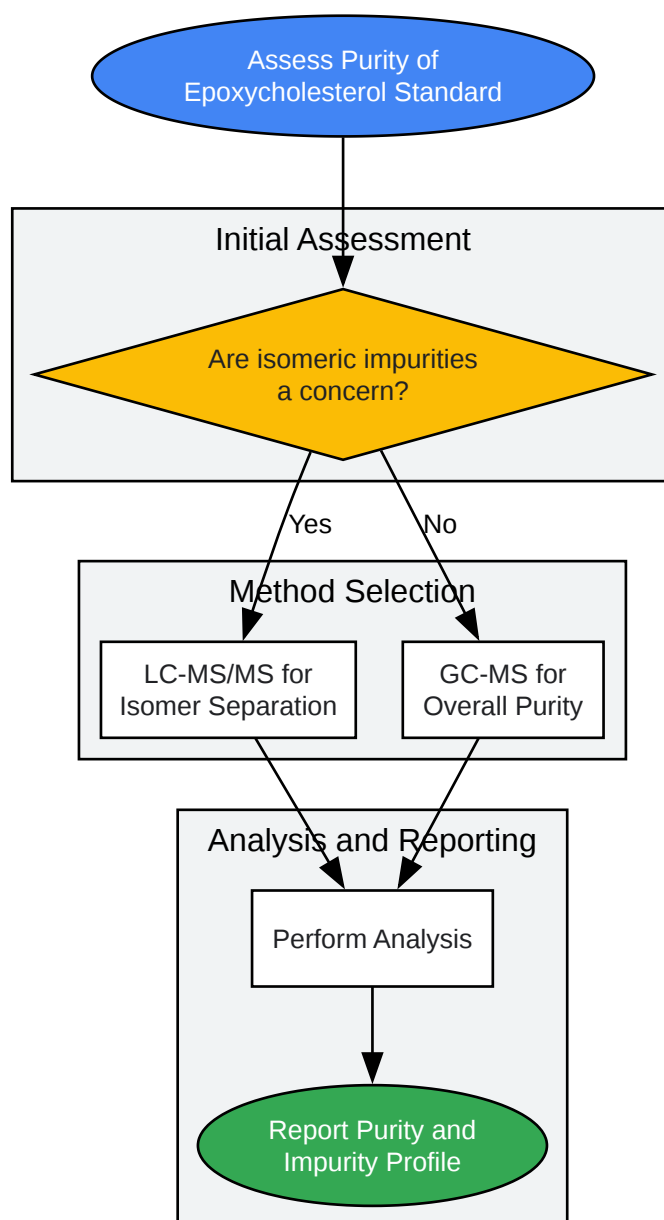 Assess Purity of
Epoxycholesterol Standard
Initial Assessment
Are isomeric impurities
a concern?
Yes
No
Method Selection
LC-MS/MS for
Isomer Separation
GC-MS for
Overall Purity
Analysis and Reporting
Perform Analysis
Report Purity and
Impurity Profile